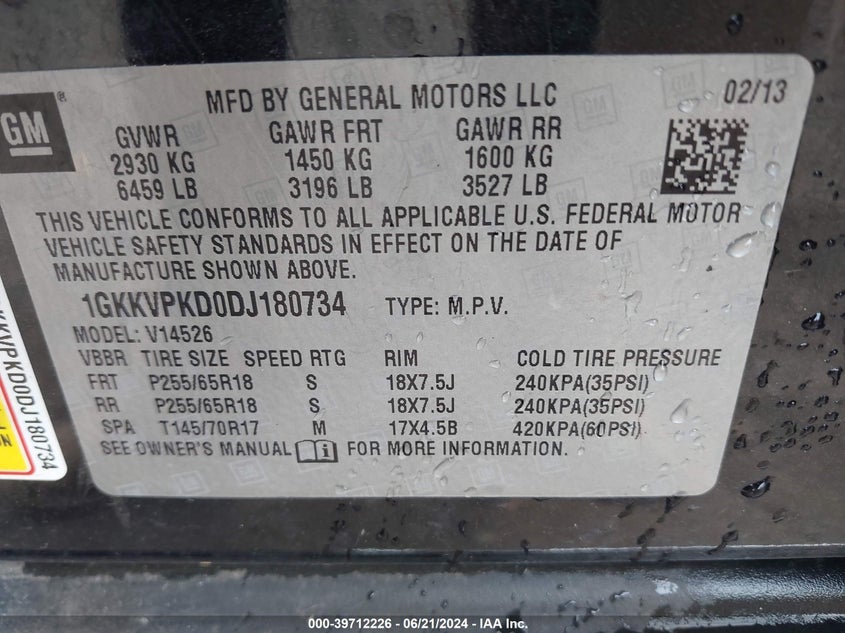 GM ®
MFD BY GENERAL MOTORS LLC 02/13
GVWR GAWR FRT GAWR RR
2930 KG 1450 KG 1600 KG
6459 LB 3196 LB 3527 LB
THIS VEHICLE CONFORMS TO ALL APPLICABLE U.S. FEDERAL MOTOR
VEHICLE SAFETY STANDARDS IN EFFECT ON THE DATE OF
MANUFACTURE SHOWN ABOVE.
1GKKVPKD0DJ180734 TYPE: M.P.V.
MODEL: V14526
VBBR TIRE SIZE SPEED RTG RIM COLD TIRE PRESSURE
FRT P255/65R18 S 18X7.5J 240KPA(35PSI)
RR P255/65R18 S 18X7.5J 240KPA(35PSI)
SPA T145/70R17 M 17X4.5B 420KPA(60PSI)
SEE OWNER'S MANUAL FOR MORE INFORMATION.
KKVPKD0DJ180734
000-39712226 - 06/21/2024 - IAA Inc.